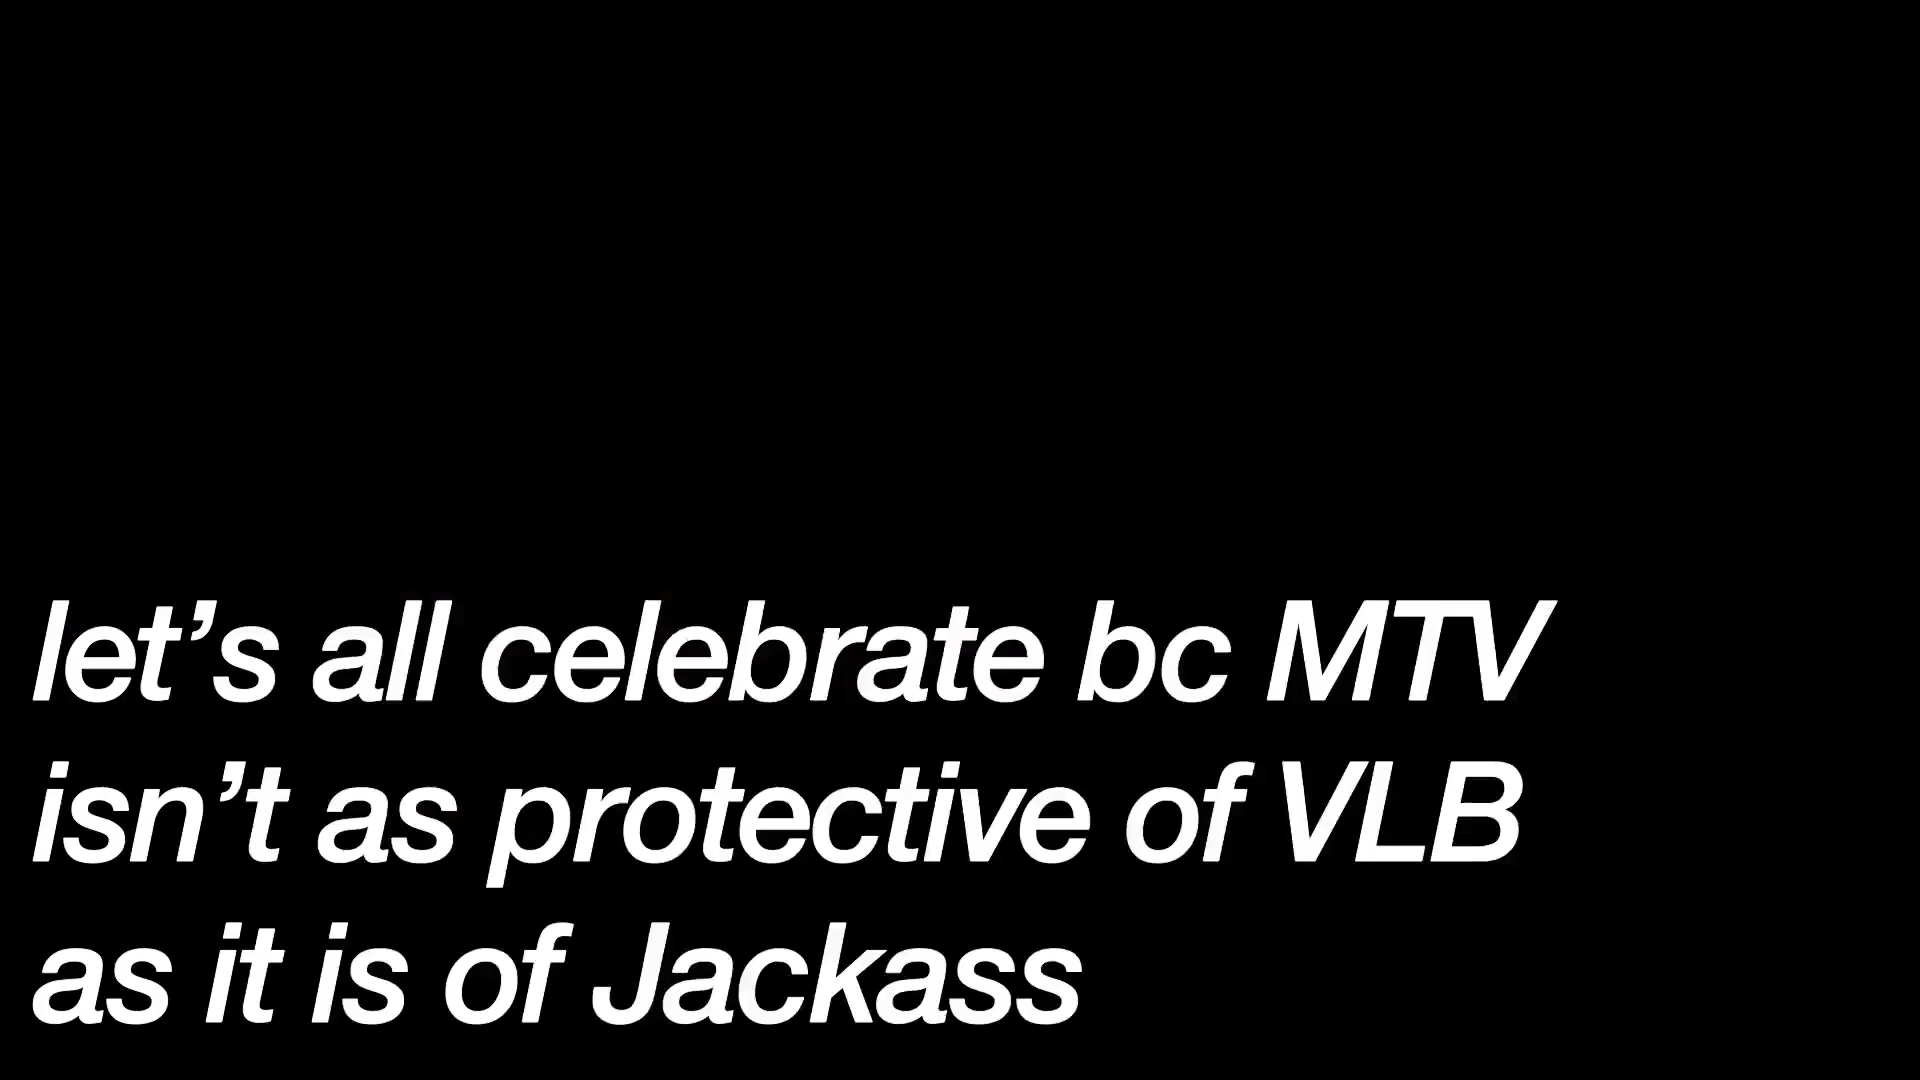 let’s all celebrate bc MTV
isn’t as protective of VLB
as it is of Jackass